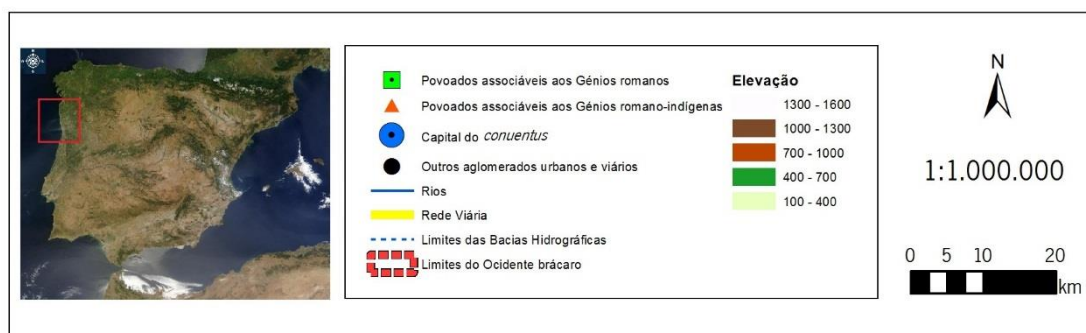 Povoados associáveis aos Génios romanos
Povoados associáveis aos Génios romano-indígenas
Capital do conuentus
Outros aglomerados urbanos e viários
Rios
Rede Viária
Limites das Bacias Hidrográficas
Limites do Ocidente brácaro
Elevação
1300 - 1600
1000 - 1300
700 - 1000
400 - 700
100 - 400
N
1:1.000.000
0 5 10 20
km